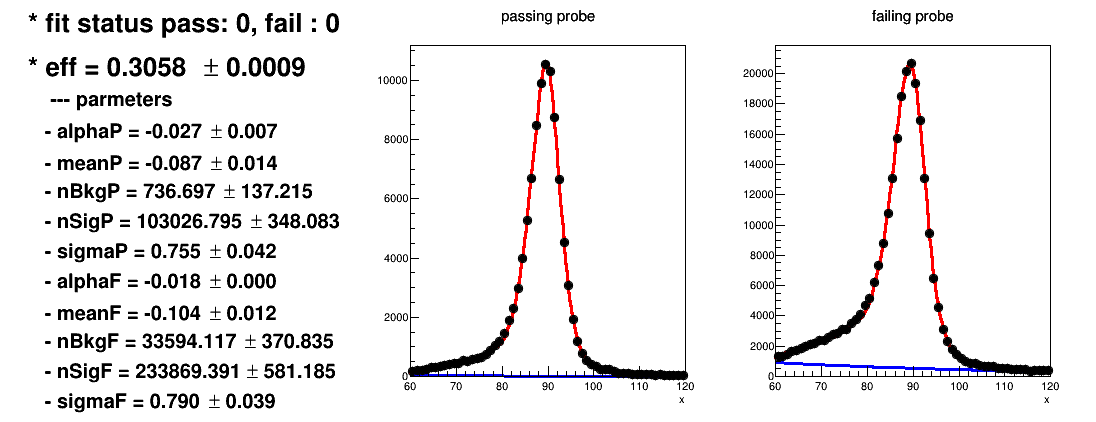 * fit status pass: 0, fail : 0
* eff = 0.3058 ± 0.0009
--- parmeters
- alphaP = -0.027 ± 0.007
- meanP = -0.087 ± 0.014
- nBkgP = 736.697 ± 137.215
- nSigP = 103026.795 ± 348.083
- sigmaP = 0.755 ± 0.042
- alphaF = -0.018 ± 0.000
- meanF = -0.104 ± 0.012
- nBkgF = 33594.117 ± 370.835
- nSigF = 233869.391 ± 581.185
- sigmaF = 0.790 ± 0.039
passing probe
10000
8000
6000
4000
2000
0
60 70 80 90 100 110 120
x
failing probe
20000
18000
16000
14000
12000
10000
8000
6000
4000
2000
0
60 70 80 90 100 110 120
x